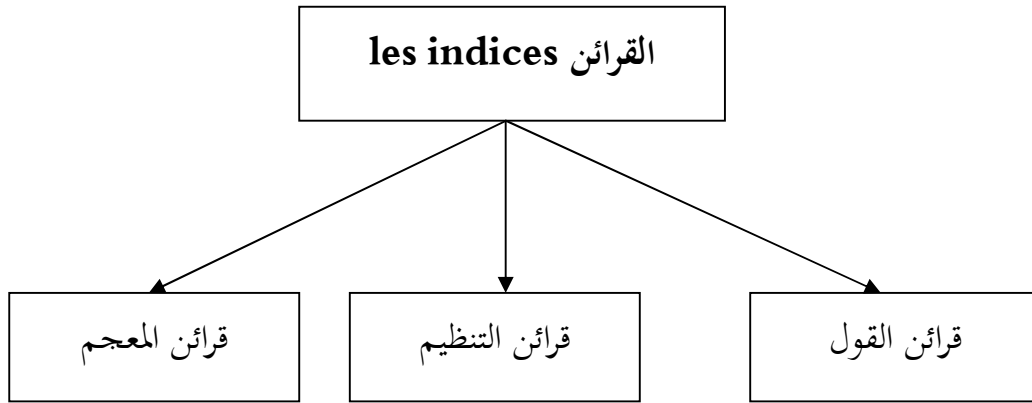 القرائن les indices
قرائن القول
قرائن التنظيم
قرائن المعجم